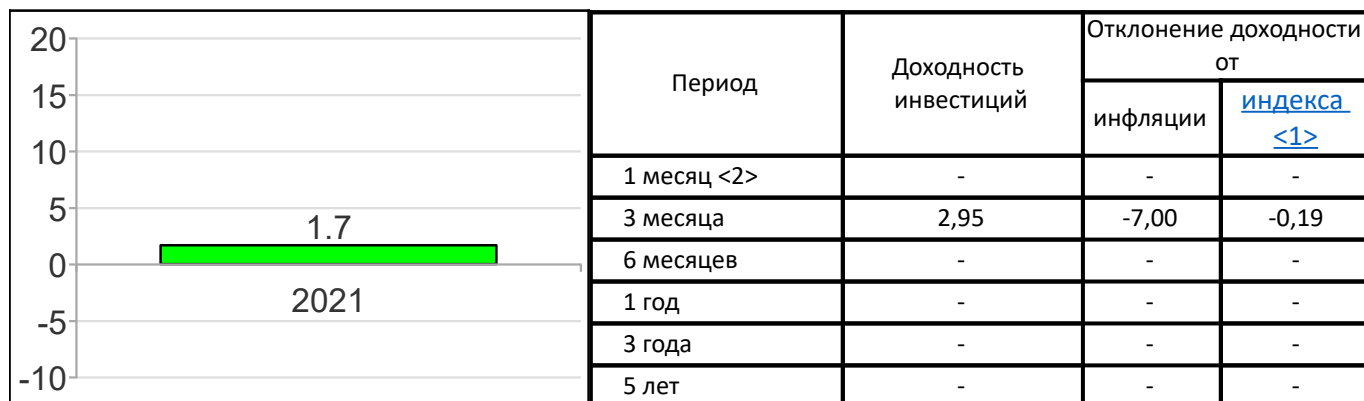 20
15
10
5
0
-5
-10
1.7
2021
Период
Доходность
инвестиций
Отклонение доходности
от
инфляции
индекса
<1>
1 месяц <2> - - -
3 месяца 2,95 -7,00 -0,19
6 месяцев - - -
1 год - - -
3 года - - -
5 лет - - -